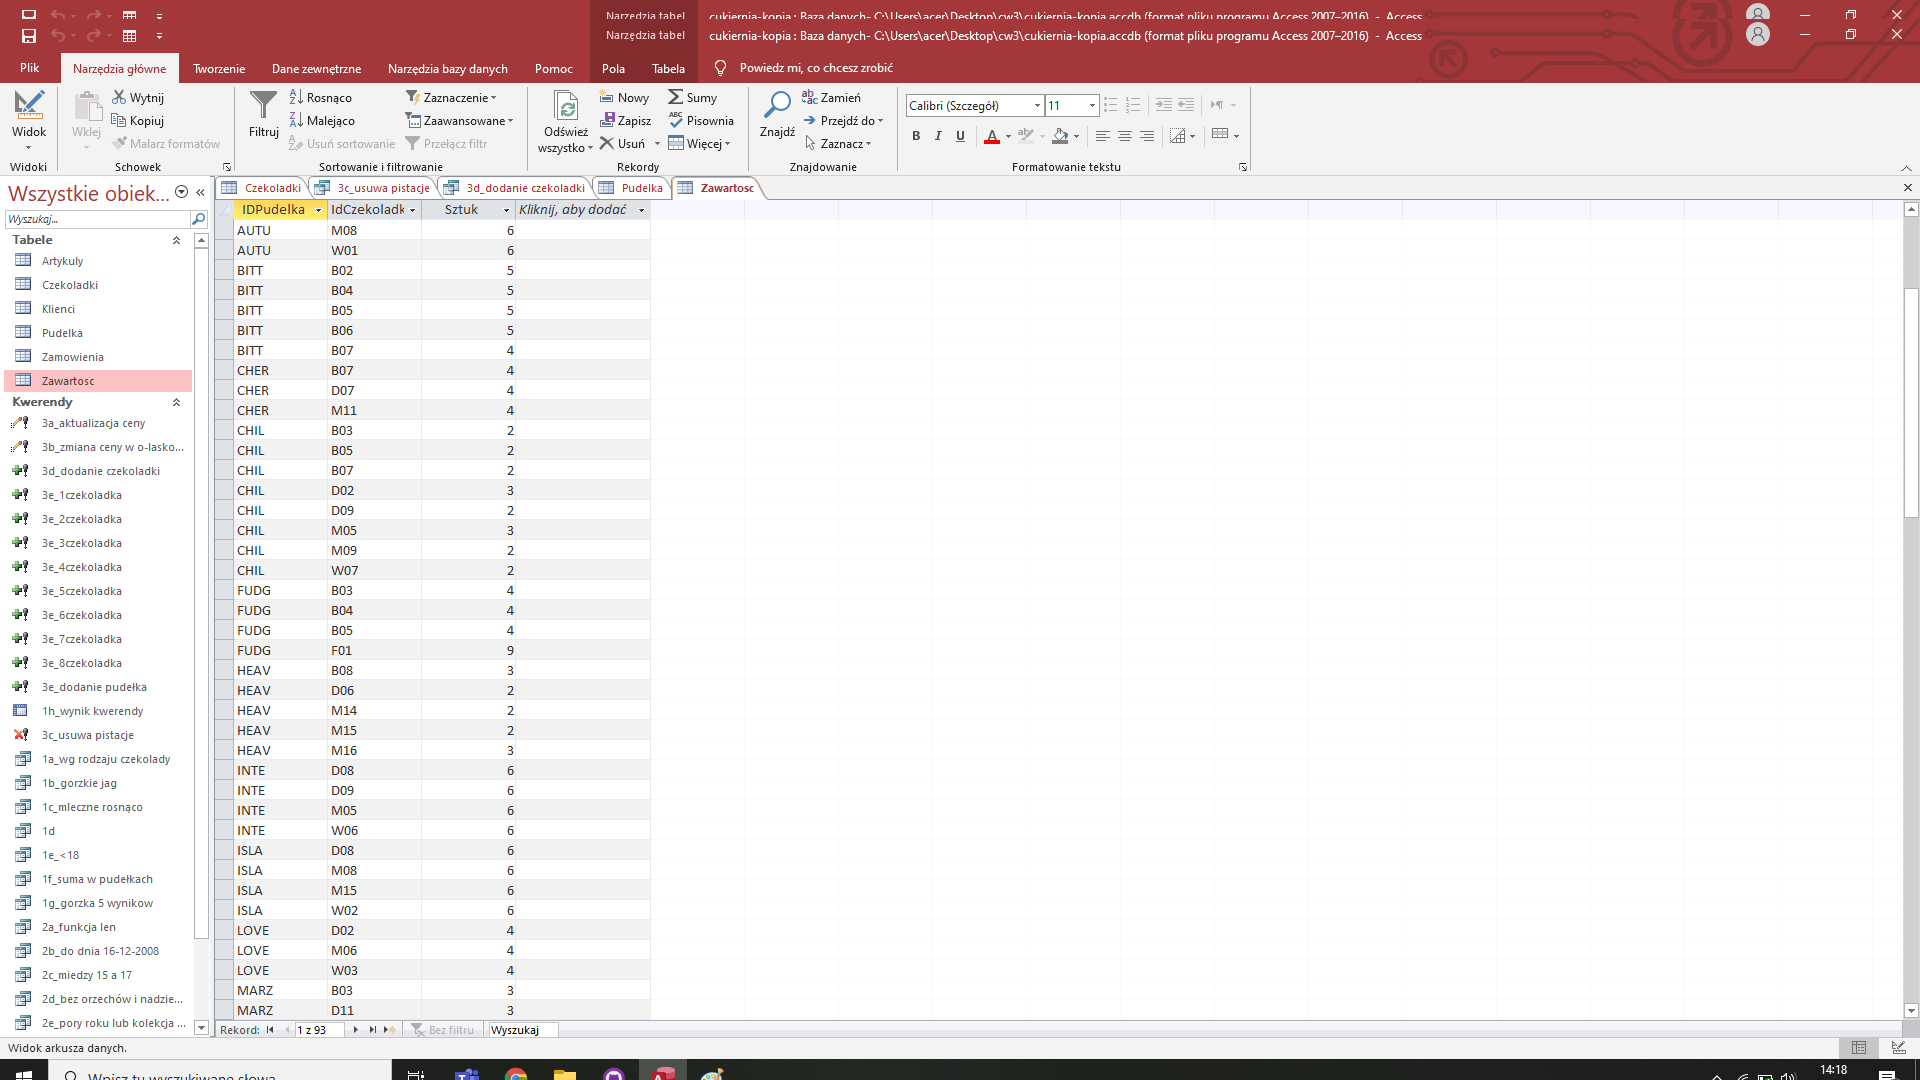 Narzędzia tabel
cukiernia-kopia : Baza danych- C:\Users\acer\Desktop\cw3\cukiernia-kopia.accdb (format pliku programu Access 2007–2016) - Access
Narzędzia tabel
cukiernia-kopia : Baza danych- C:\Users\acer\Desktop\cw3\cukiernia-kopia.accdb (format pliku programu Access 2007–2016) - Access
Plik Narzędzia główne Tworzenie Dane zewnętrzne Narzędzia bazy danych Pomoc Pola Tabela Powiedz mi, co chcesz zrobić
Widok
Widoki
Wklej
Wytnij
Kopiuj
Malarz formatów
Schowek
Filtruj
Rosnąco
Malejąco
Usuń sortowanie
Zaznaczenie
Zaawansowane
Przełącz filtr
Sortowanie i filtrowanie
Odśwież
wszystko
Nowy
Zapisz
Usuń
Sumy
Pisownia
Więcej
Rekordy
Znajdź
Zamień
Przejdź do
Zaznacz
Znajdowanie
Calibri (Szczegół) 11
B I U A
Formatowanie tekstu
Wszystkie obiek...
Wyszukaj...
Tabele
Artykuly
Czekoladki
Klienci
Pudelka
Zamowienia
Zawartosc
Kwerendy
3a_aktualizacja ceny
3b_zmiana ceny w o-lasko...
3d_dodanie czekoladki
3e_1czekoladka
3e_2czekoladka
3e_3czekoladka
3e_4czekoladka
3e_5czekoladka
3e_6czekoladka
3e_7czekoladka
3e_8czekoladka
3e_dodanie pudełka
1h_wynik kwerendy
3c_usuwa pistacje
1a_wg rodzaju czekolady
1b_gorzkie jag
1c_mleczne rosnąco
1d
1e_<18
1f_suma w pudełkach
1g_gorzka 5 wynikow
2a_funkcja len
2b_do dnia 16-12-2008
2c_miedzy 15 a 17
2d_bez orzechów i nadzie...
2e_pory roku lub kolekcja ...
Czekoladki 3c_usuwa pistacje 3d_dodanie czekoladki Pudelka Zawartosc
IDPudelka IdCzekoladk Sztuk Kliknij, aby dodać
AUTU M08 6
AUTU W01 6
BITT B02 5
BITT B04 5
BITT B05 5
BITT B06 5
BITT B07 4
CHER B07 4
CHER D07 4
CHER M11 4
CHIL B03 2
CHIL B05 2
CHIL B07 2
CHIL D02 3
CHIL D09 2
CHIL M05 3
CHIL M09 2
CHIL W07 2
FUDG B03 4
FUDG B04 4
FUDG B05 4
FUDG F01 9
HEAV B08 3
HEAV D06 2
HEAV M14 2
HEAV M15 2
HEAV M16 3
INTE D08 6
INTE D09 6
INTE M05 6
INTE W06 6
ISLA D08 6
ISLA M08 6
ISLA M15 6
ISLA W02 6
LOVE D02 4
LOVE M06 4
LOVE W03 4
MARZ B03 3
MARZ D11 3
Rekord: 1 z 93 Bez filtru Wyszukaj
Widok arkusza danych.
Wpisz tu wyszukiwane słowa
14:18